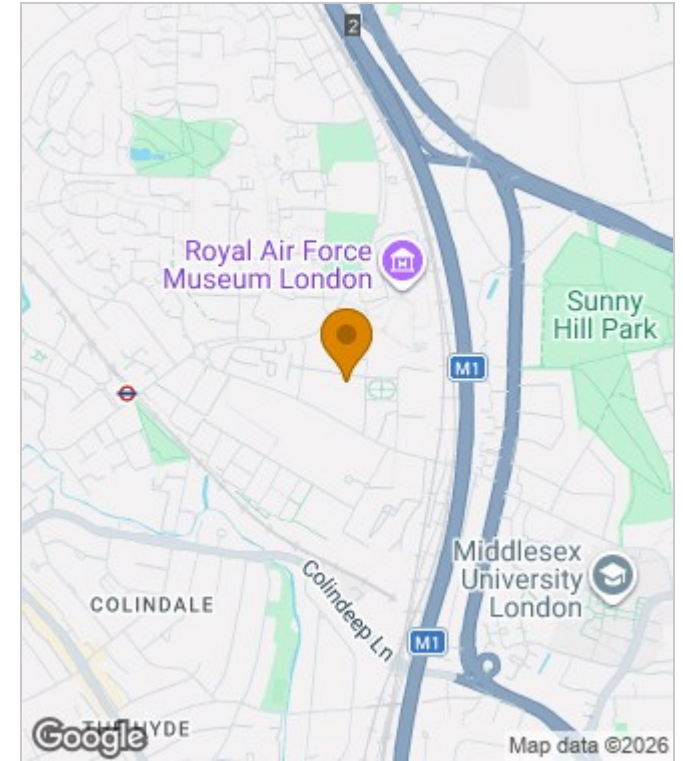 2
Royal Air Force
Museum London
Sunny
Hill Park
M1
Middlesex
University
London
COLINDALE
Colindeep Ln
M1
HYDE
Google
Map data ©2026